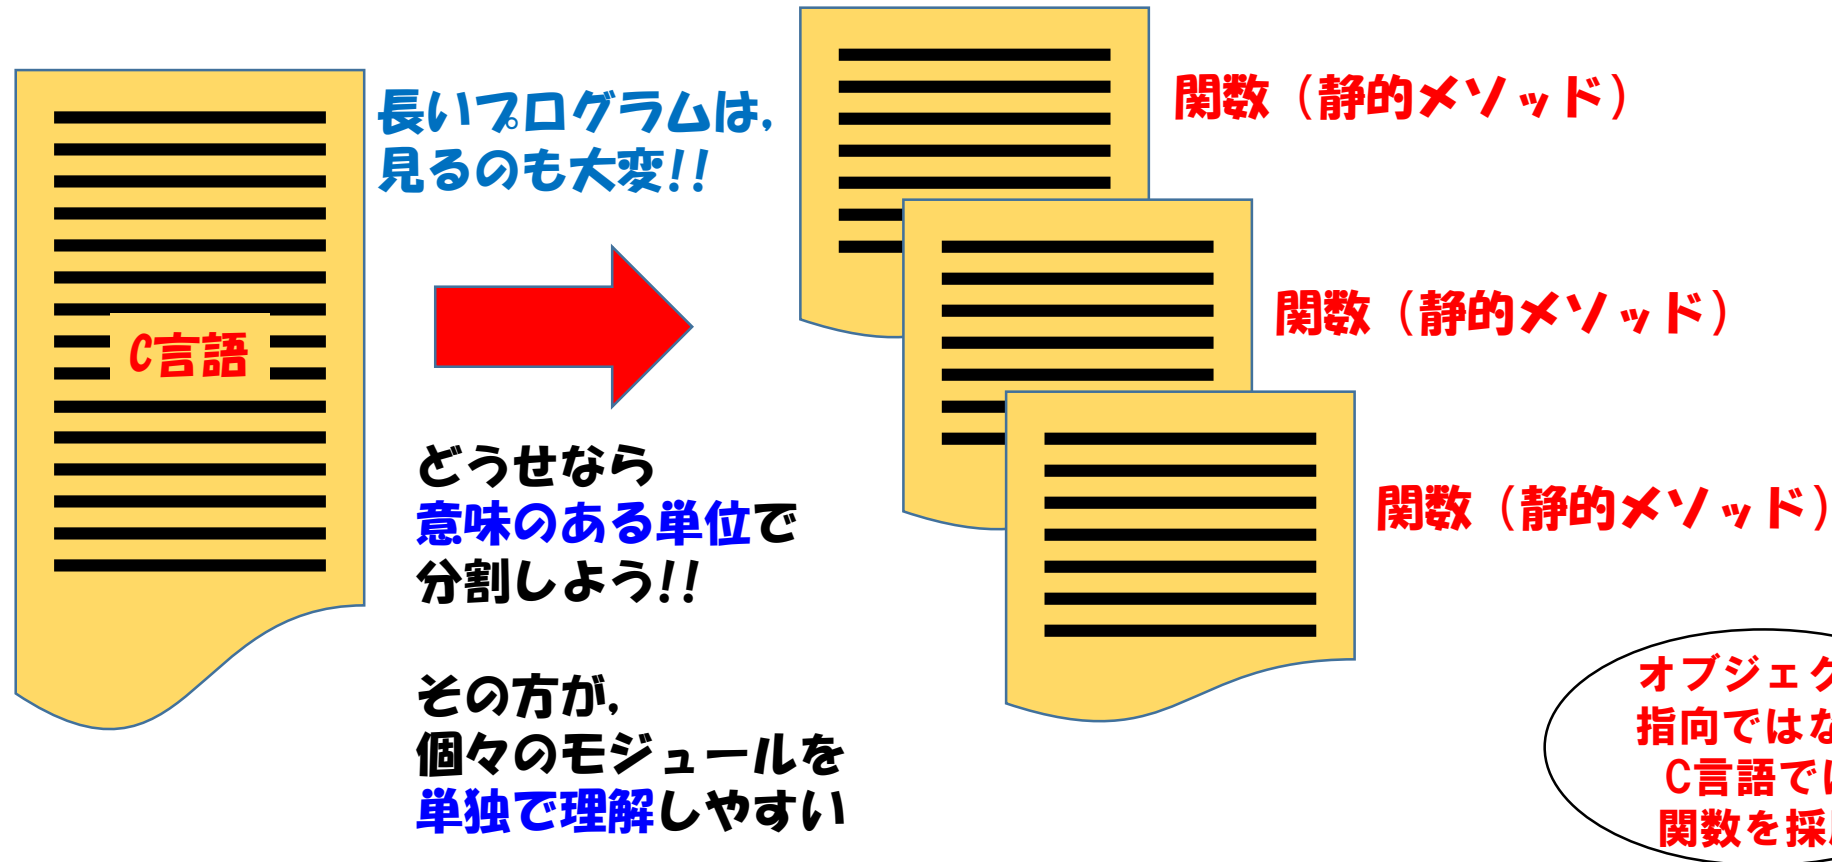 長いプログラムは,
見るのも大変!!
C言語
どうせなら
意味のある単位で
分割しよう!!
その方が,
個々のモジュールを
単独で理解しやすい
関数（静的メソッド）
関数（静的メソッド）
関数（静的メソッド）
オブジェク
指向ではな
C言語では
関数を採